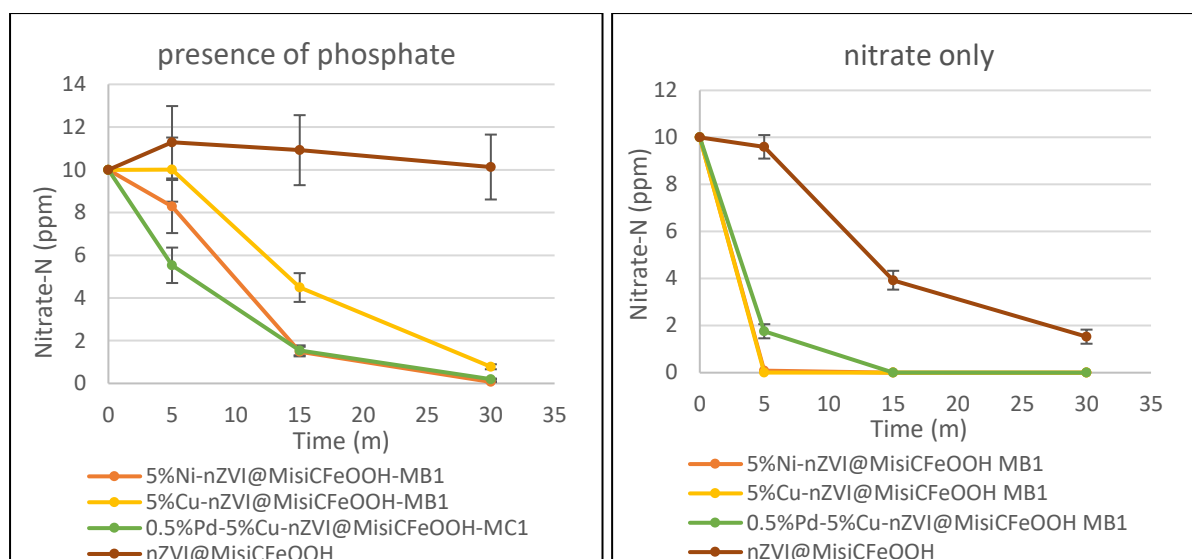 presence of phosphate
14
12
10
8
6
4
2
0
Nitrate-N (ppm)
0 5 10 15 20 25 30 35
Time (m)
5%Ni-nZVI@MisiCFeOOH-MB1
5%Cu-nZVI@MisiCFeOOH-MB1
0.5%Pd-5%Cu-nZVI@MisiCFeOOH-MC1
nZVI@MisiCFeOOH
nitrate only
12
10
8
6
4
2
0
Nitrate-N (ppm)
0 5 10 15 20 25 30 35
Time (m)
5%Ni-nZVI@MisiCFeOOH MB1
5%Cu-nZVI@MisiCFeOOH MB1
0.5%Pd-5%Cu-nZVI@MisiCFeOOH MB1
nZVI@MisiCFeOOH